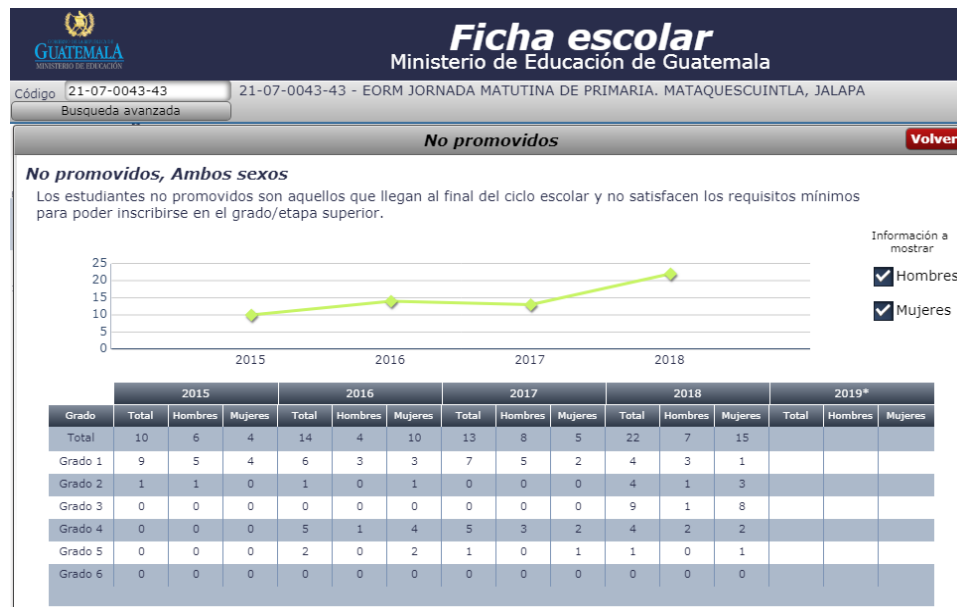 GUATEMALA
MINISTERIO DE EDUCACIÓN
Ficha escolar
Ministerio de Educación de Guatemala
Código 21-07-0043-43 21-07-0043-43 - EORM JORNADA MATUTINA DE PRIMARIA. MATAQUESCUINTLA, JALAPA
Busqueda avanzada
No promovidos Volver
No promovidos, Ambos sexos
Los estudiantes no promovidos son aquellos que llegan al final del ciclo escolar y no satisfacen los requisitos mínimos
para poder inscribirse en el grado/etapa superior.
Información a
mostrar
Hombres
Mujeres
25
20
15
10
5
0
2015 2016 2017 2018
2015 2016 2017 2018 2019*
Grado Total Hombres Mujeres Total Hombres Mujeres Total Hombres Mujeres Total Hombres Mujeres Total Hombres Mujeres
Total 10 6 4 14 4 10 13 8 5 22 7 15
Grado 1 9 5 4 6 3 3 7 5 2 4 3 1
Grado 2 1 1 0 1 0 1 0 0 0 4 1 3
Grado 3 0 0 0 0 0 0 0 0 0 9 1 8
Grado 4 0 0 0 5 1 4 5 3 2 4 2 2
Grado 5 0 0 0 2 0 2 1 0 1 1 0 1
Grado 6 0 0 0 0 0 0 0 0 0 0 0 0